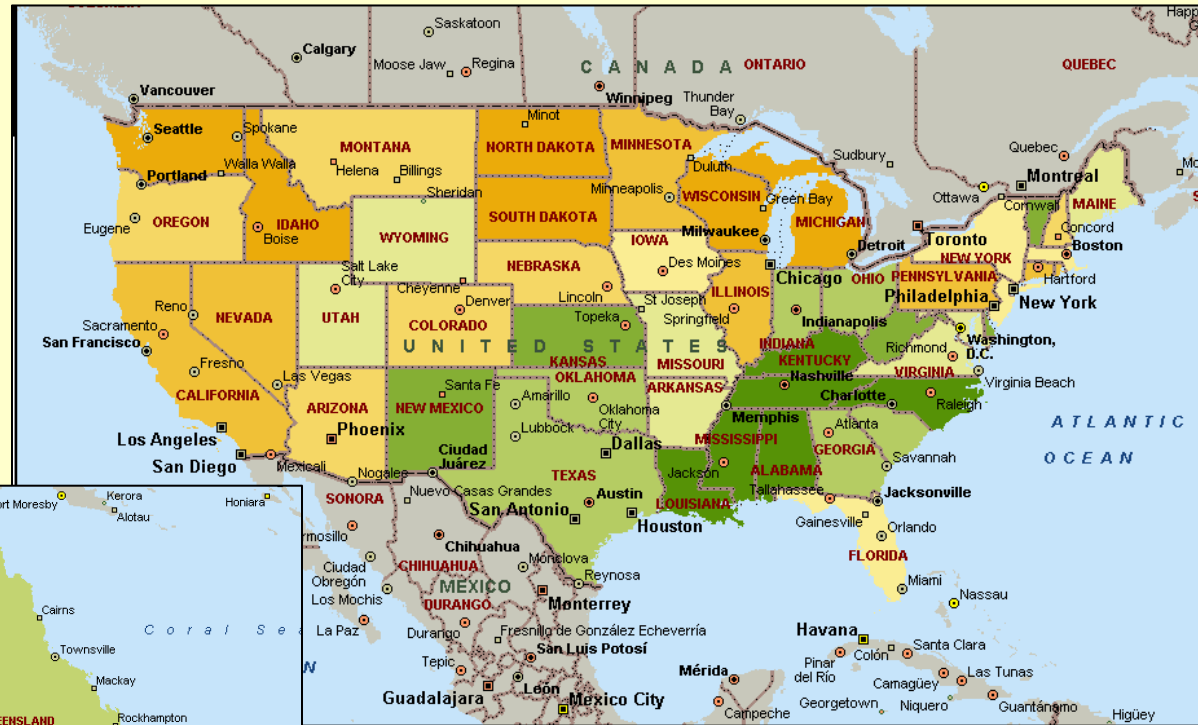 Saskatoon
Calgary
Moose Jaw
Regina
CANADA
ONTARIO
QUEBEC
Vancouver
Winnipeg
Thunder
Bay
Seattle
Spokane
Minot
MONTANA
NORTH DAKOTA
MINNESOTA
Sudbury
Quebec
Walla Walla
Helena
Billings
Duluth
Montreal
Portland
Sheridan
Minneapolis
WISCONSIN
Green Bay
Ottawa
Cornwall
MAINE
Eugene
OREGON
IDAHO
Boise
WYOMING
SOUTH DAKOTA
Milwaukee
MICHIGAN
Detroit
Toronto
Concord
Boston
NEW YORK
IOWA
Des Moines
Chicago
OHIO
PENNSYLVANIA
Hartford
Salt Lake
City
NEBRASKA
Cheyenne
Lincoln
Philadelphia
New York
Reno
NEVADA
UTAH
Denver
COLORADO
St Joseph
Springfield
ILLINOIS
Indianapolis
Topeka
Sacramento
San Francisco
UNITED STATES
KANSAS
MISSOURI
INDIANA
KENTUCKY
Richmond
Washington,
D.C.
VIRGINIA
Virginia Beach
Fresno
Las Vegas
CALIFORNIA
ARIZONA
Santa Fe
NEW MEXICO
Amarillo
OKLAHOMA
Oklahoma
City
ARKANSAS
Nashville
Memphis
Charlotte
Raleigh
Los Angeles
Phoenix
Lubbock
Dallas
MISSISSIPPI
Atlanta
GEORGIA
ATLANTIC
OCEAN
San Diego
Mexicali
Nogales
Ciudad
Juárez
TEXAS
Jackson
ALABAMA
Savannah
SONORA
Nuevo Casas Grandes
Austin
San Antonio
Houston
LOUISIANA
Tallahassee
Jacksonville
Gainesville
Orlando
FLORIDA
Miami
Nassau
Chihuahua
CHIHUAHUA
Monclova
Ciudad
Obregón
Los Mochis
MEXICO
Reynosa
DURANGO
Monterrey
La Paz
Durango
Fresnillo de González Echeverría
San Luis Potosí
Tepic
León
Guadalajara
Mexico City
Mérida
Campeche
Havana
Pinar
del Río
Colón
Santa Clara
Las Tunas
Camagüey
Georgetown
Niquero
Guantánamo
Higüey
Kerora
Alotau
Honiara
Cairns
Coral
Townsville
Mackay
Rockhampton